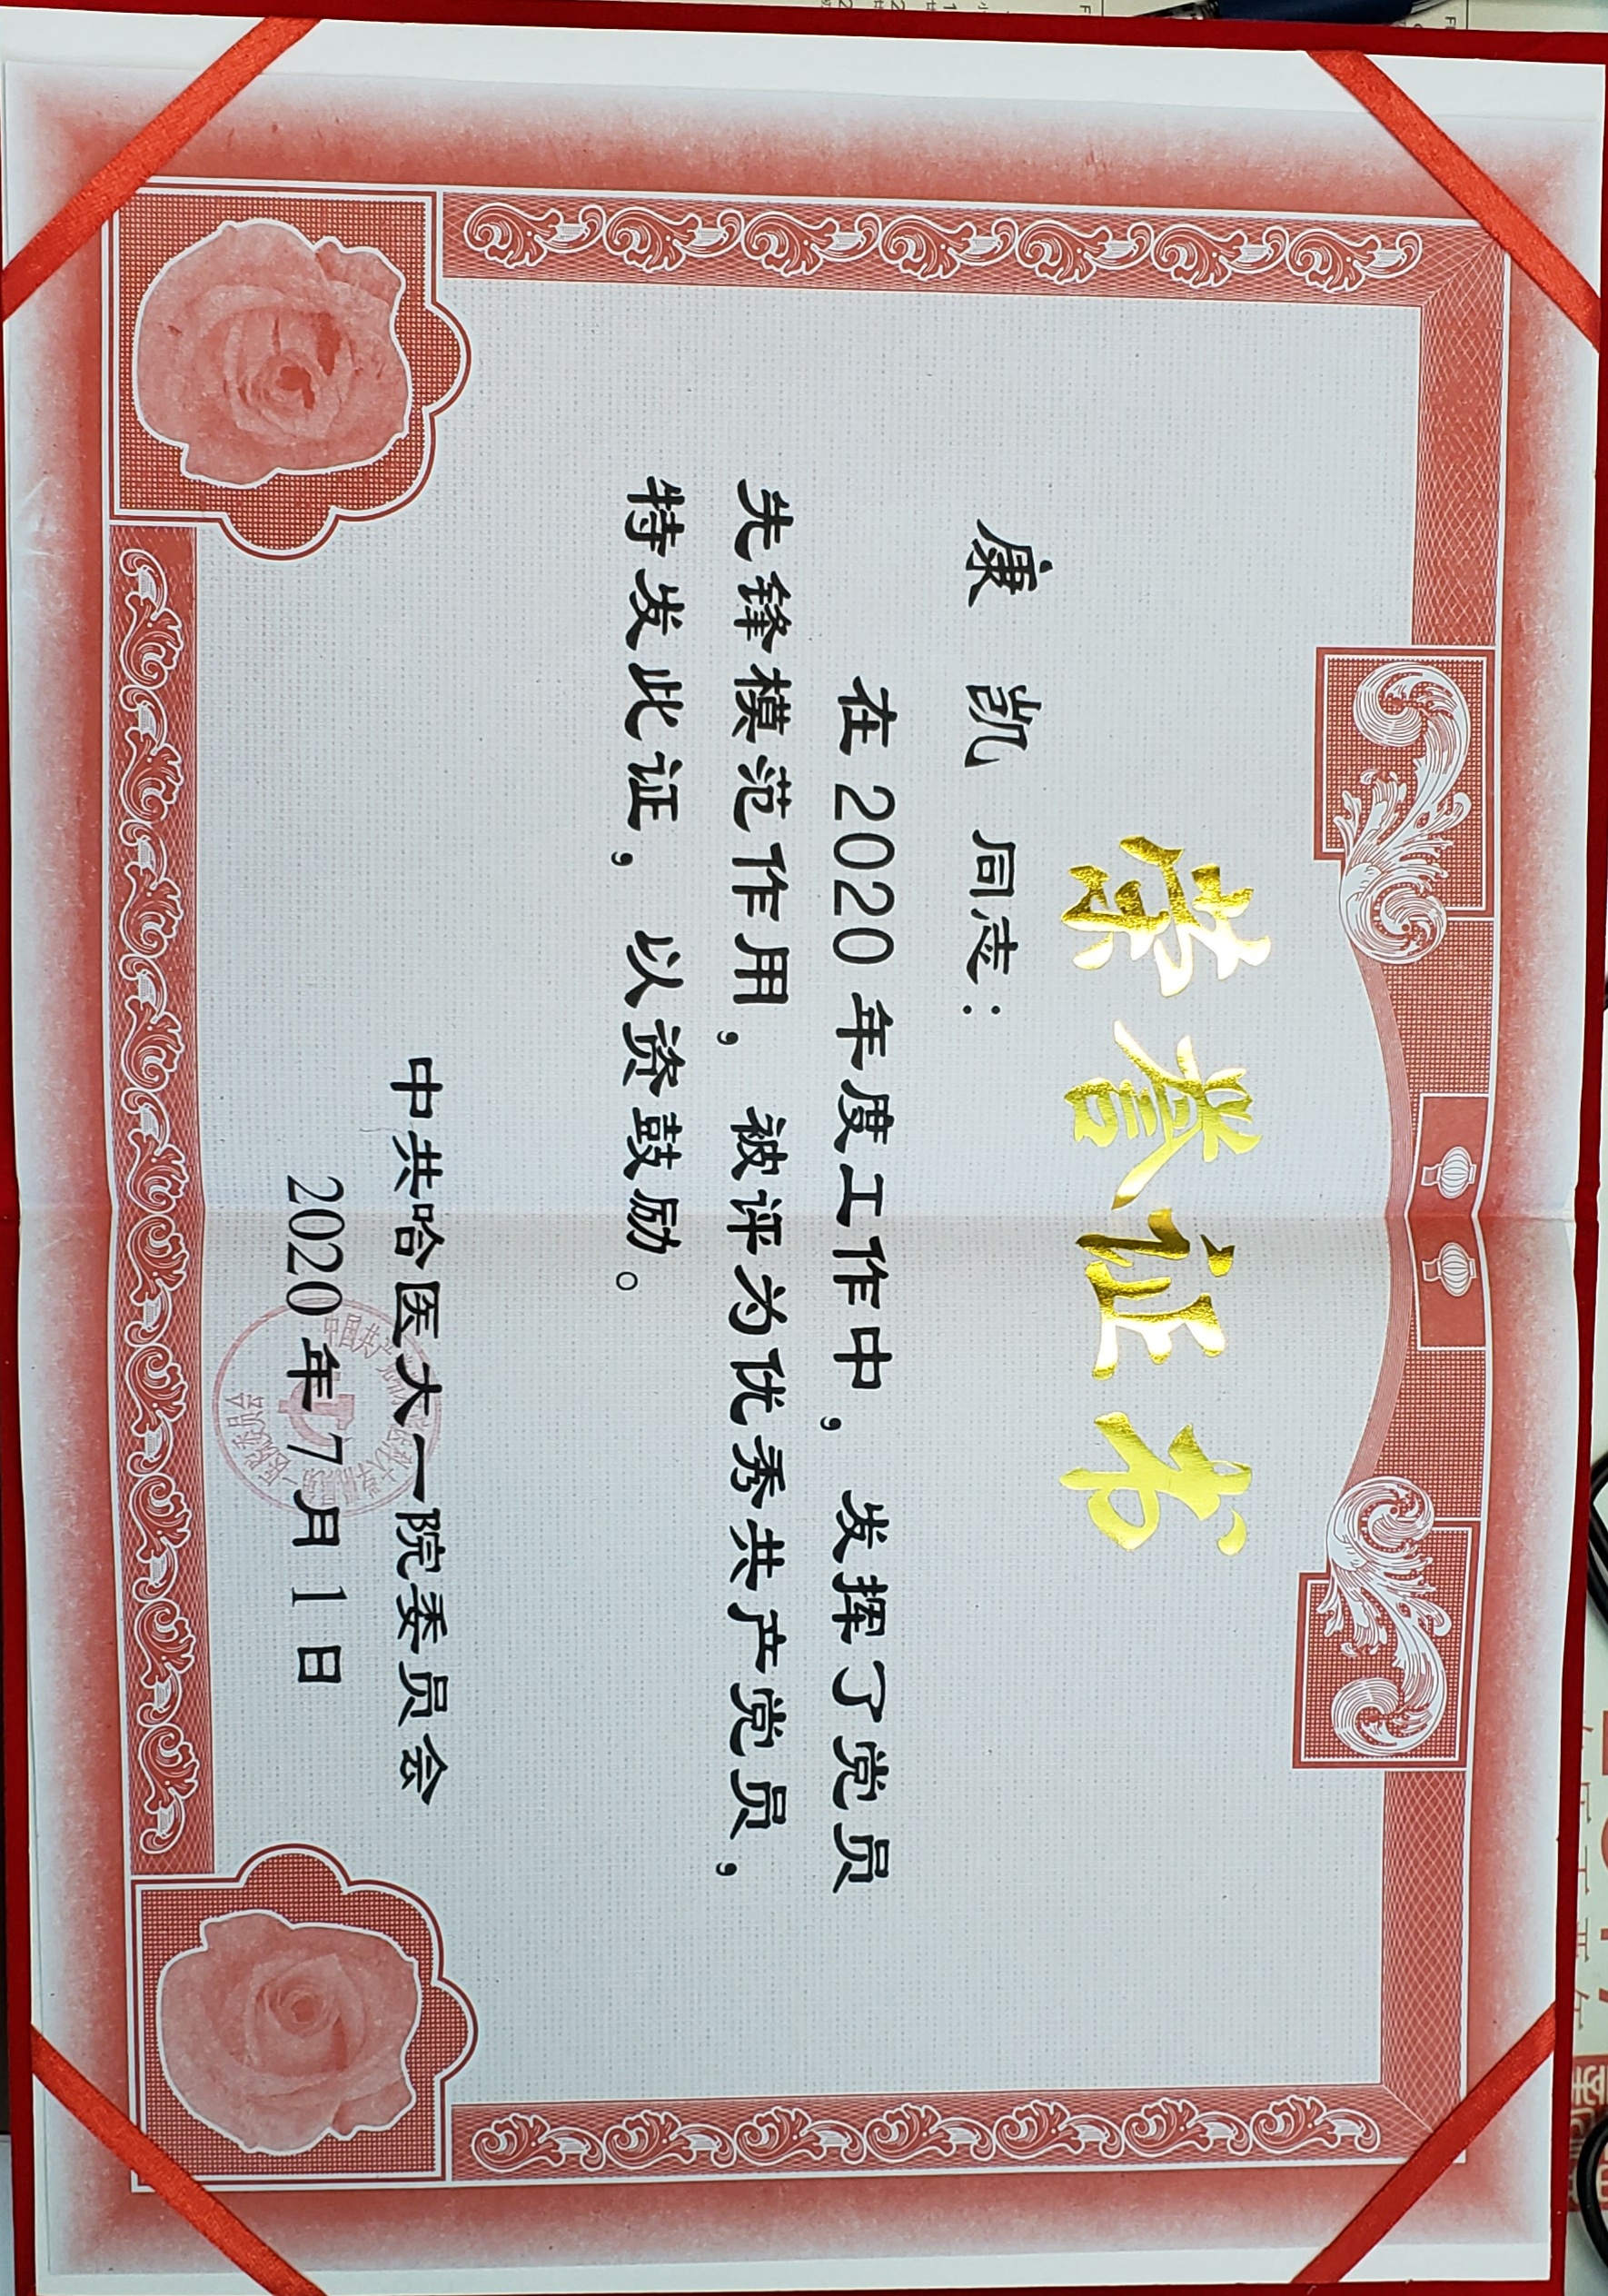 荣誉证书
康 凯 同志：
在2020年度工作中，发挥了党员
先锋模范作用，被评为优秀共产党员，
特发此证，以资鼓励。
中共哈医大一院委员会
2020年7月1日